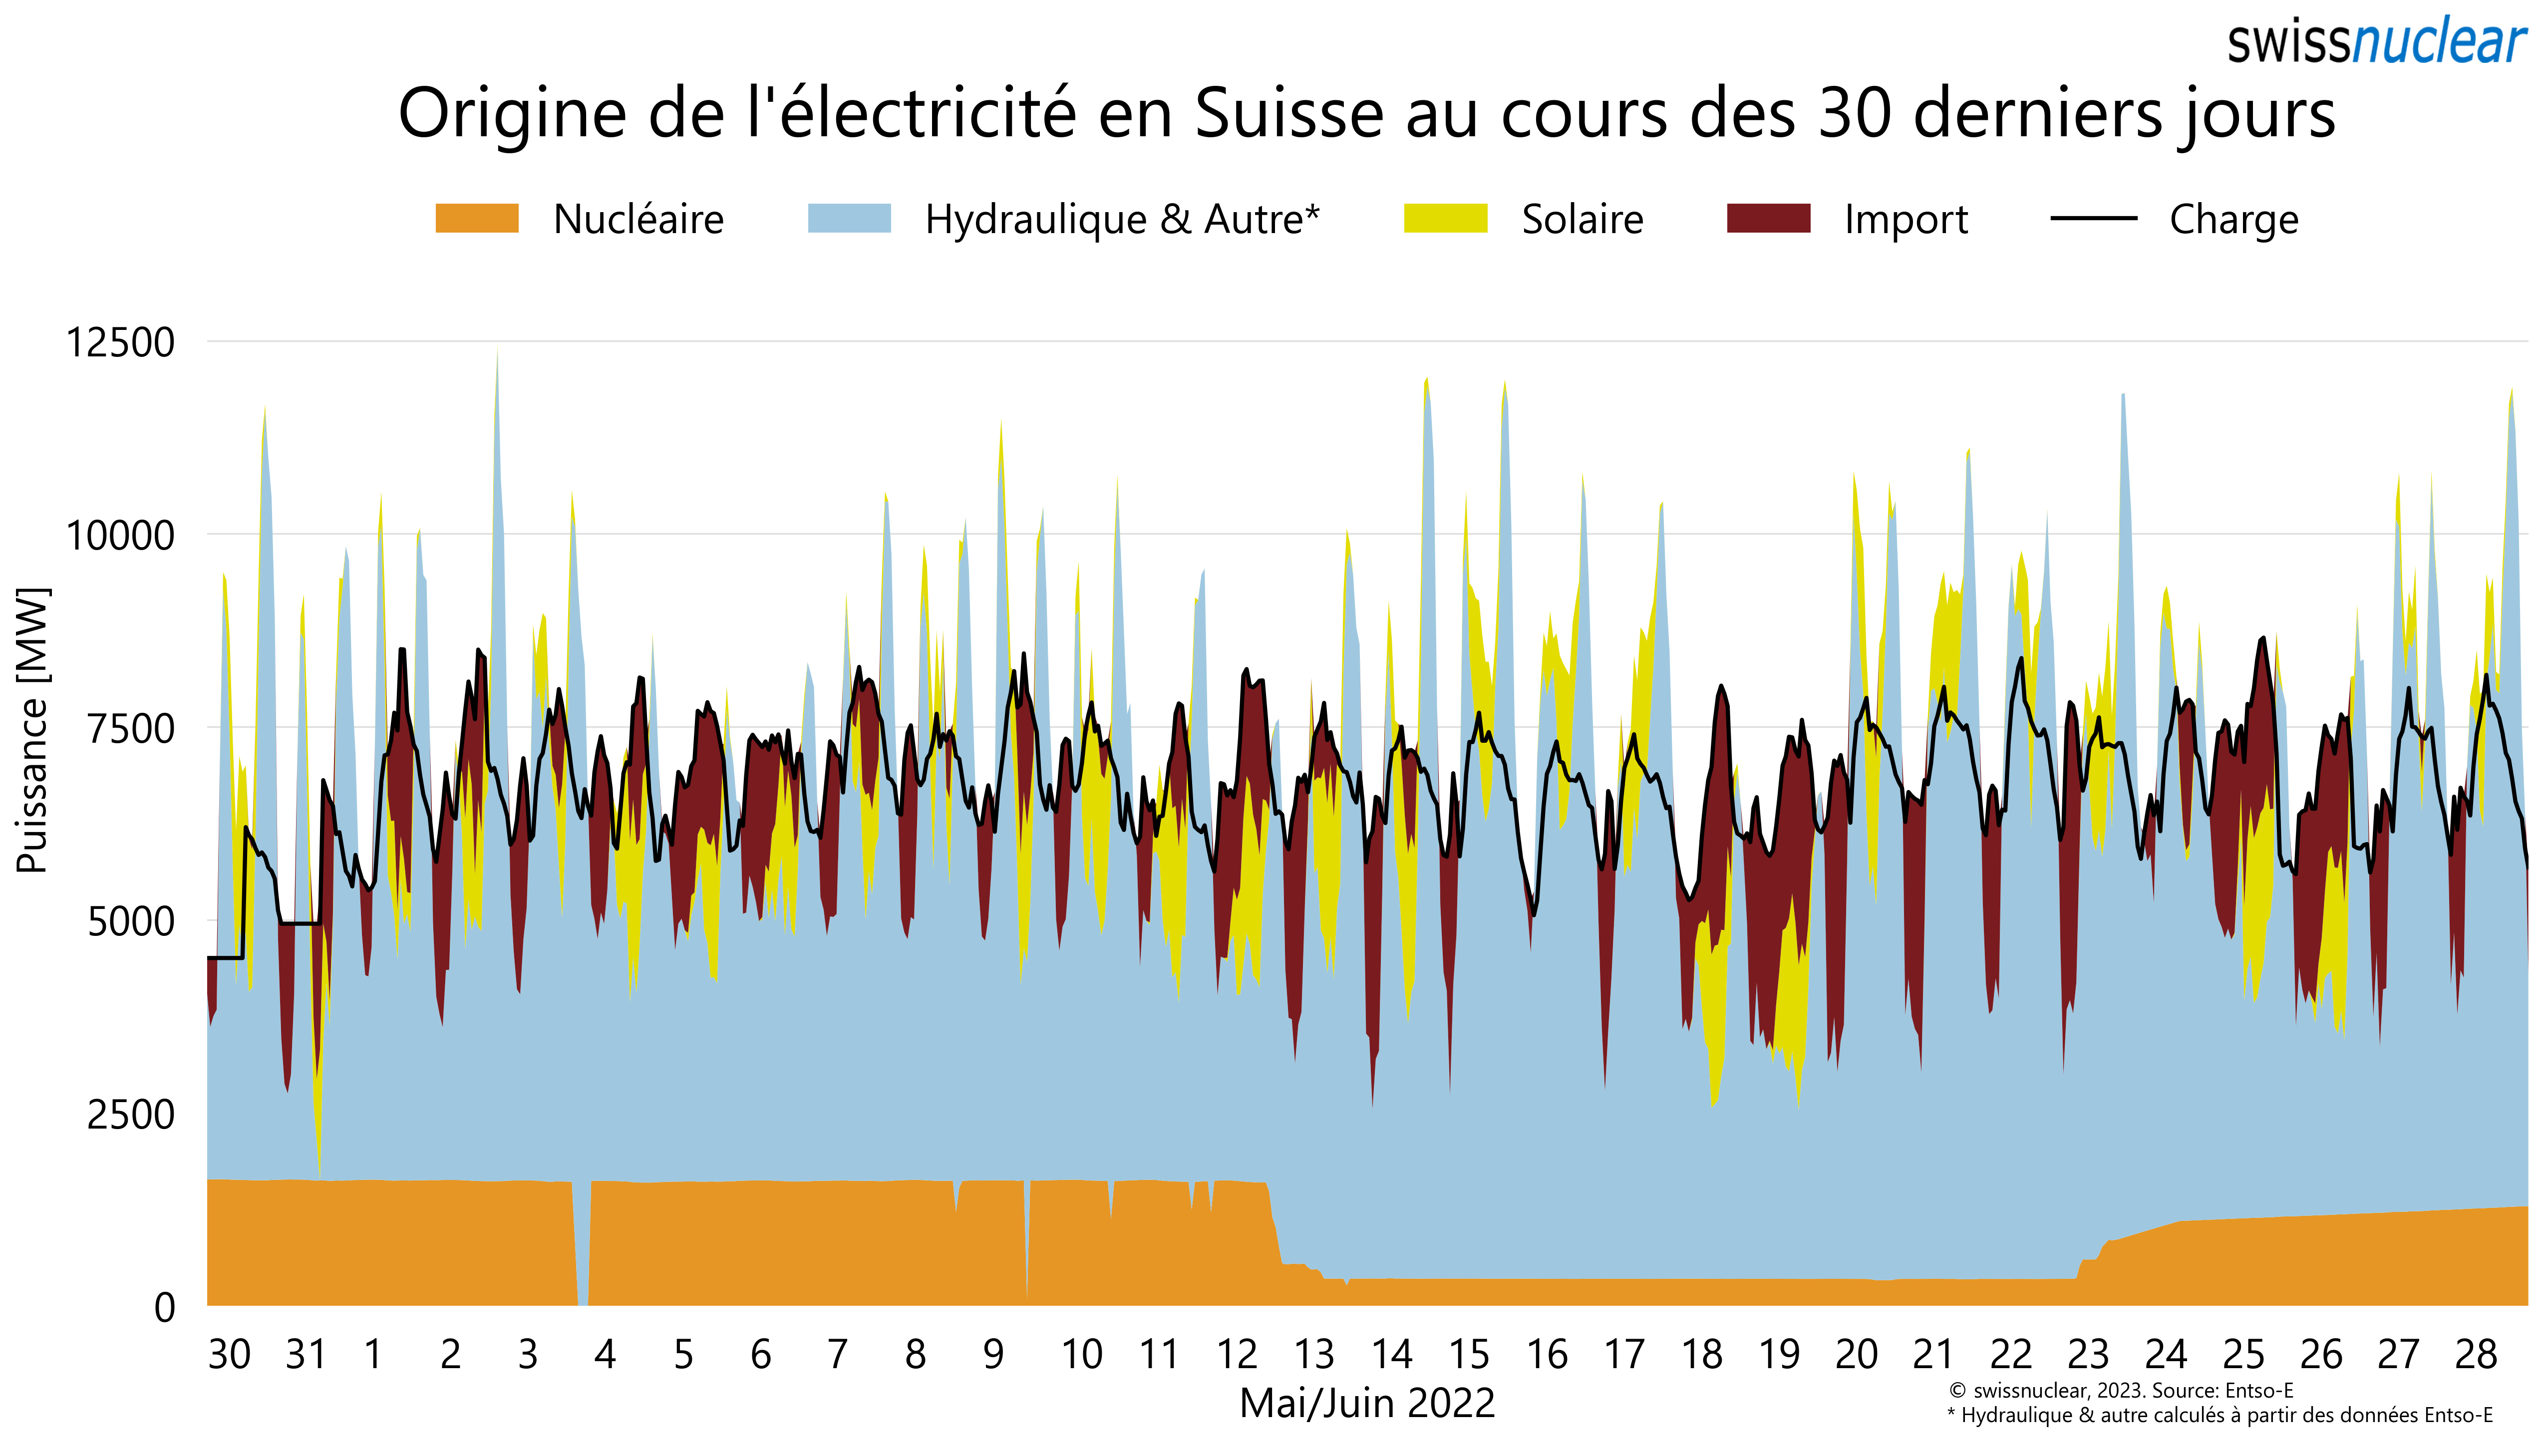 swissnuclear
Origine de l'électricité en Suisse au cours des 30 derniers jours
Nucléaire Hydraulique & Autre* Solaire Import Charge
Puissance [MW]
12500
10000
7500
5000
2500
0
30 31 1 2 3 4 5 6 7 8 9 10 11 12 13 14 15 16 17 18 19 20 21 22 23 24 25 26 27 28
Mai/Juin 2022
© swissnuclear, 2023. Source: Entso-E
* Hydraulique & autre calculés à partir des données Entso-E